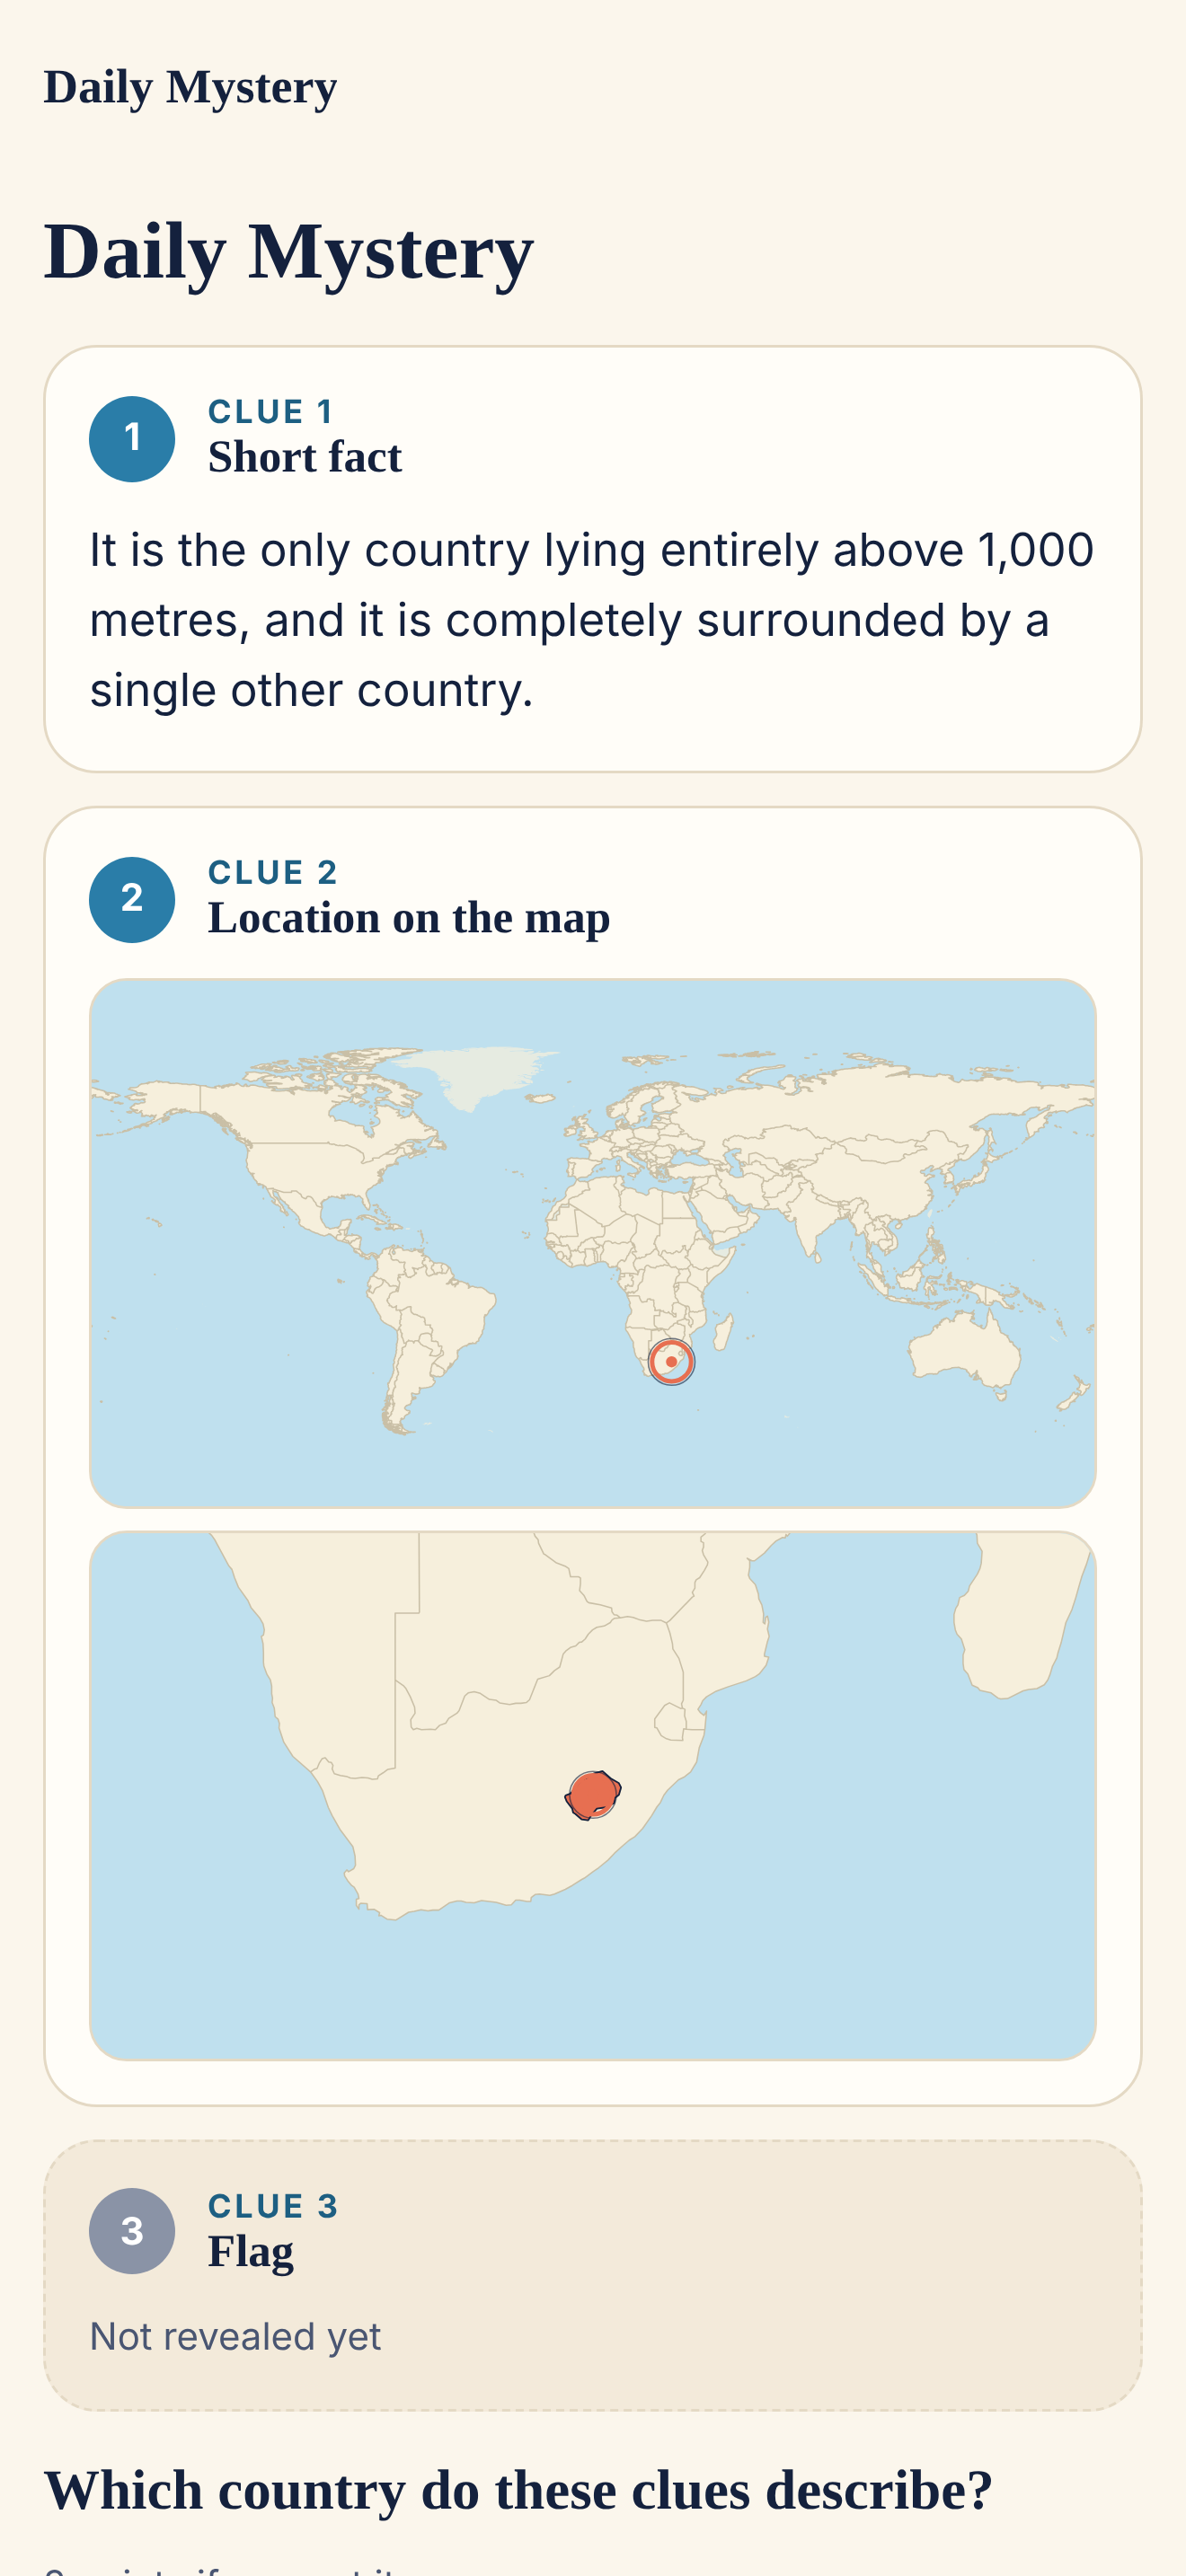 Daily Mystery
Daily Mystery
1
CLUE 1
Short fact
It is the only country lying entirely above 1,000
metres, and it is completely surrounded by a
single other country.
2
CLUE 2
Location on the map
3
CLUE 3
Flag
Not revealed yet
Which country do these clues describe?